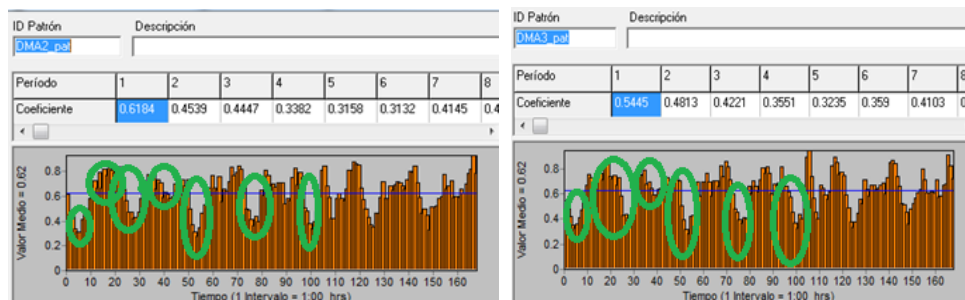 ID Patrón Descripción
DMA2_pat
Período 1 2 3 4 5 6 7 8
Coeficiente 0.6184 0.4539 0.4447 0.3382 0.3158 0.3132 0.4145 0.4
Valor Medio = 0.62
0.8
0.6
0.4
0.2
0
0 10 20 30 40 50 60 70 80 90 100 110 120 130 140 150 160
Tiempo (1 Intervalo = 1:00 hrs)
ID Patrón Descripción
DMA3_pat
Período 1 2 3 4 5 6 7 8
Coeficiente 0.5445 0.4813 0.4221 0.3551 0.3235 0.359 0.4103 0
Valor Medio = 0.62
0.8
0.6
0.4
0.2
0
0 10 20 30 40 50 60 70 80 90 100 110 120 130 140 150 160
Tiempo (1 Intervalo = 1:00 hrs)